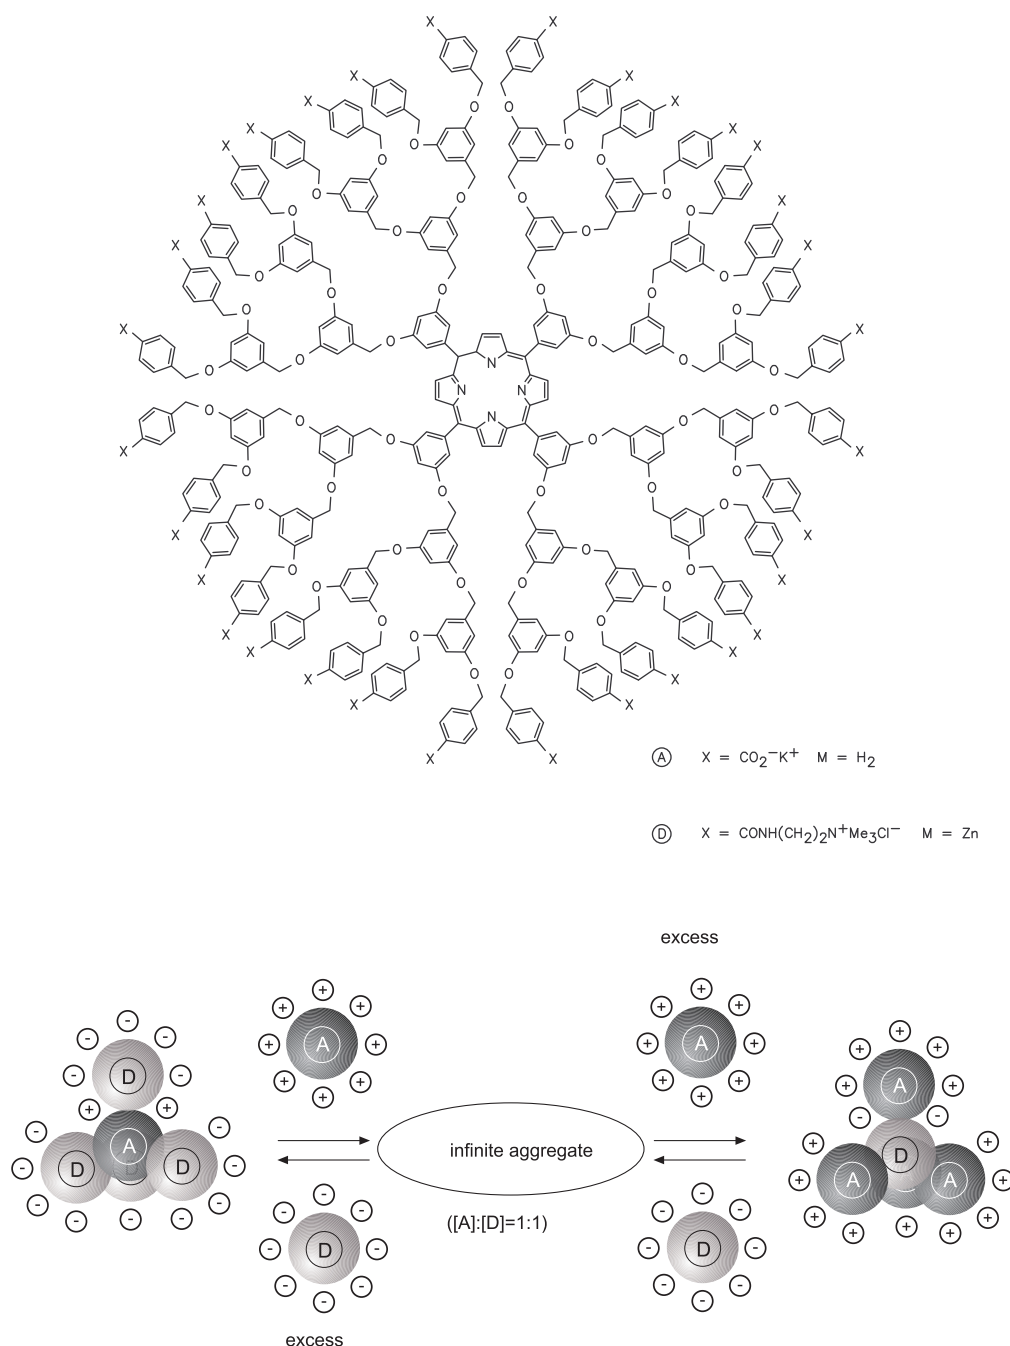 X X
X X
X X
X X
X X
X X
X X
X X
N
N N
N
X X
X X
X X
X X
X X
X X
X X
X X
Ⓐ X = CO₂⁻K⁺ M = H₂
Ⓓ X = CONH(CH₂)₂N⁺Me₃Cl⁻ M = Zn
excess
A
A
D
A
D
D
D
infinite aggregate
([A]:[D]=1:1)
A
D
A
A
D
D
excess